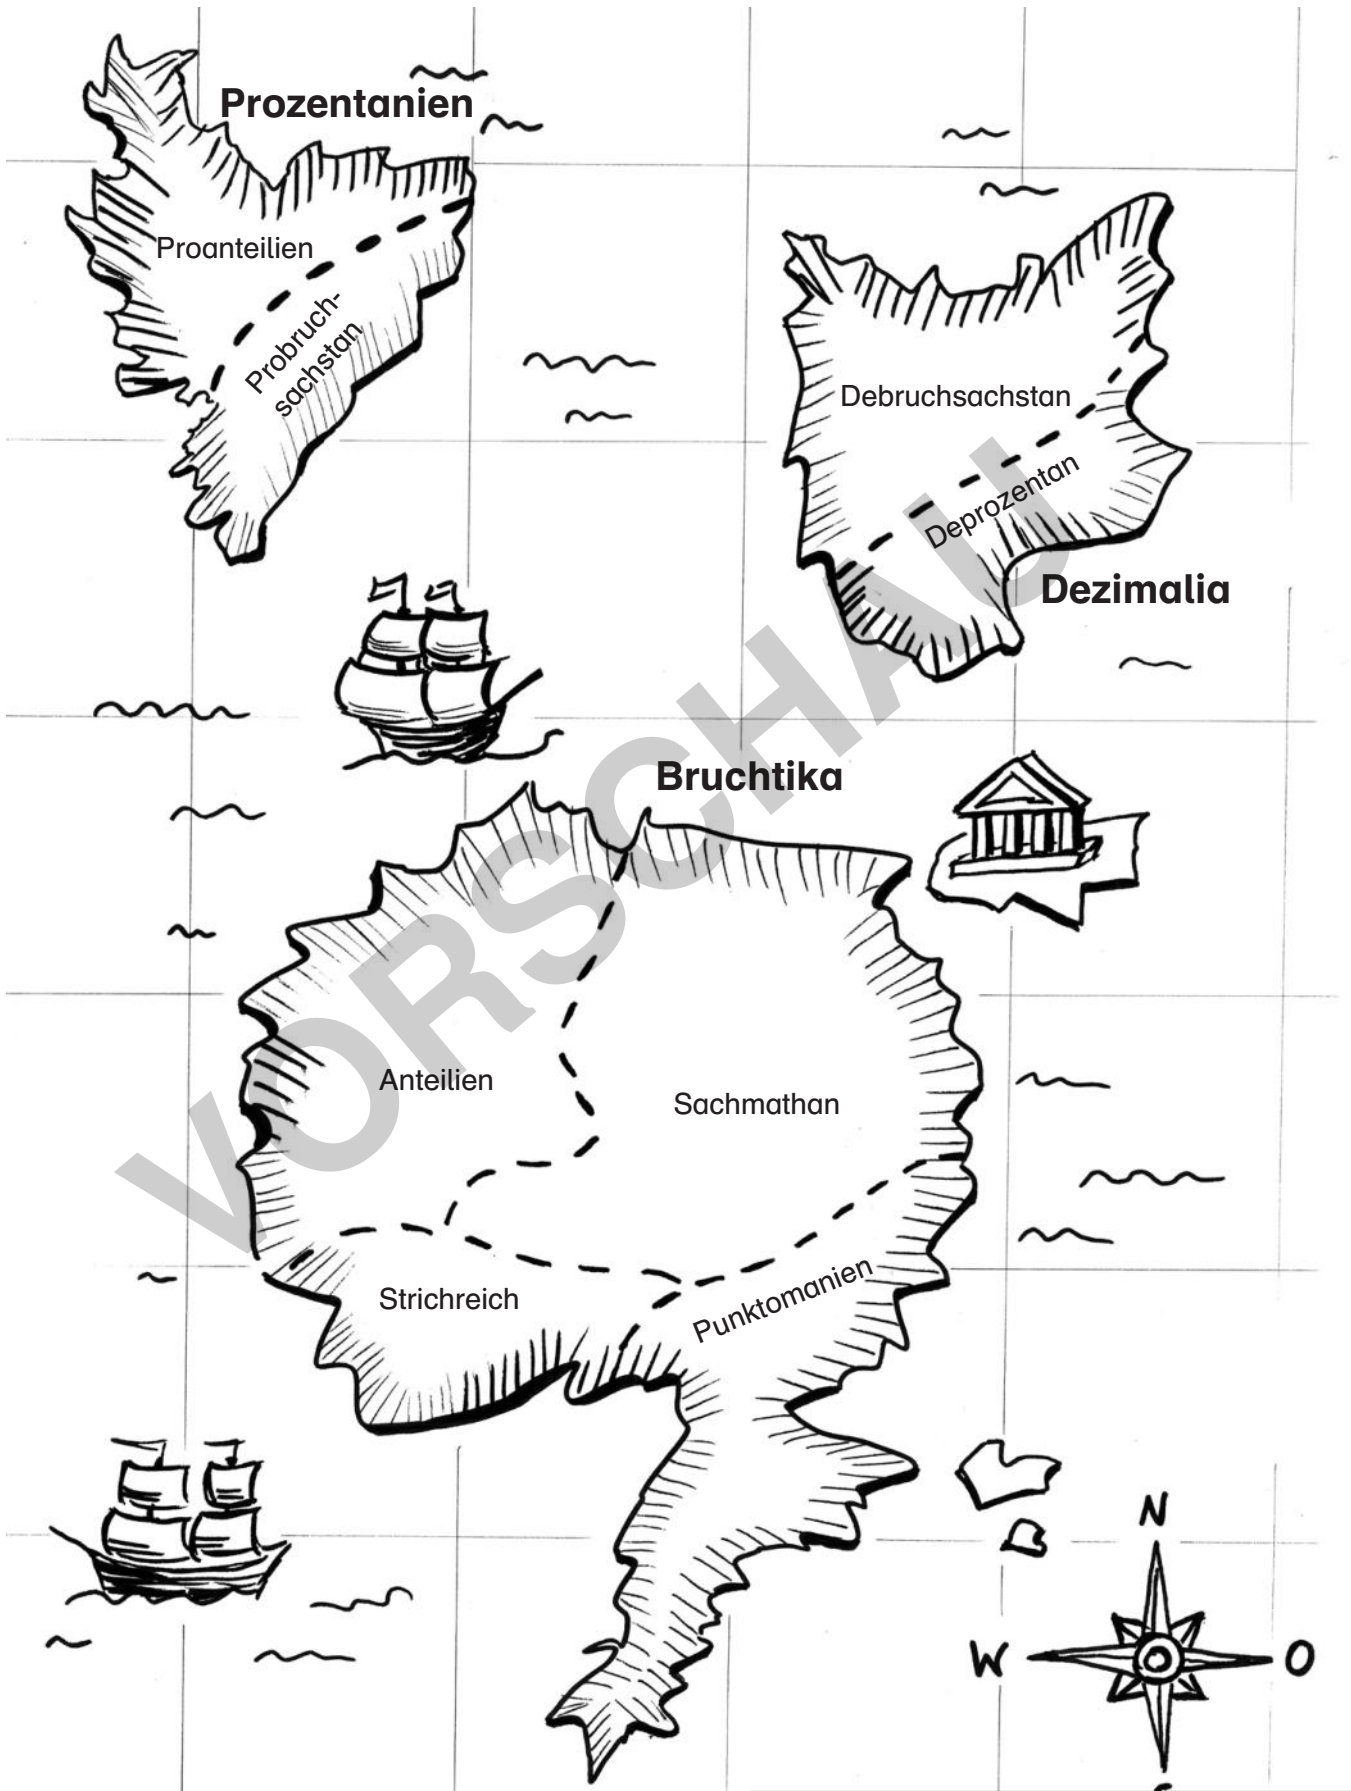 Prozentanien
Proanteilien
Probruch-
sachstan
Debruchsachstan
Deprozentan
Dezimalia
Bruchtika
Anteilien
Sachmathan
Strichreich
Punktomanien
N
W
O
VORSCHAU